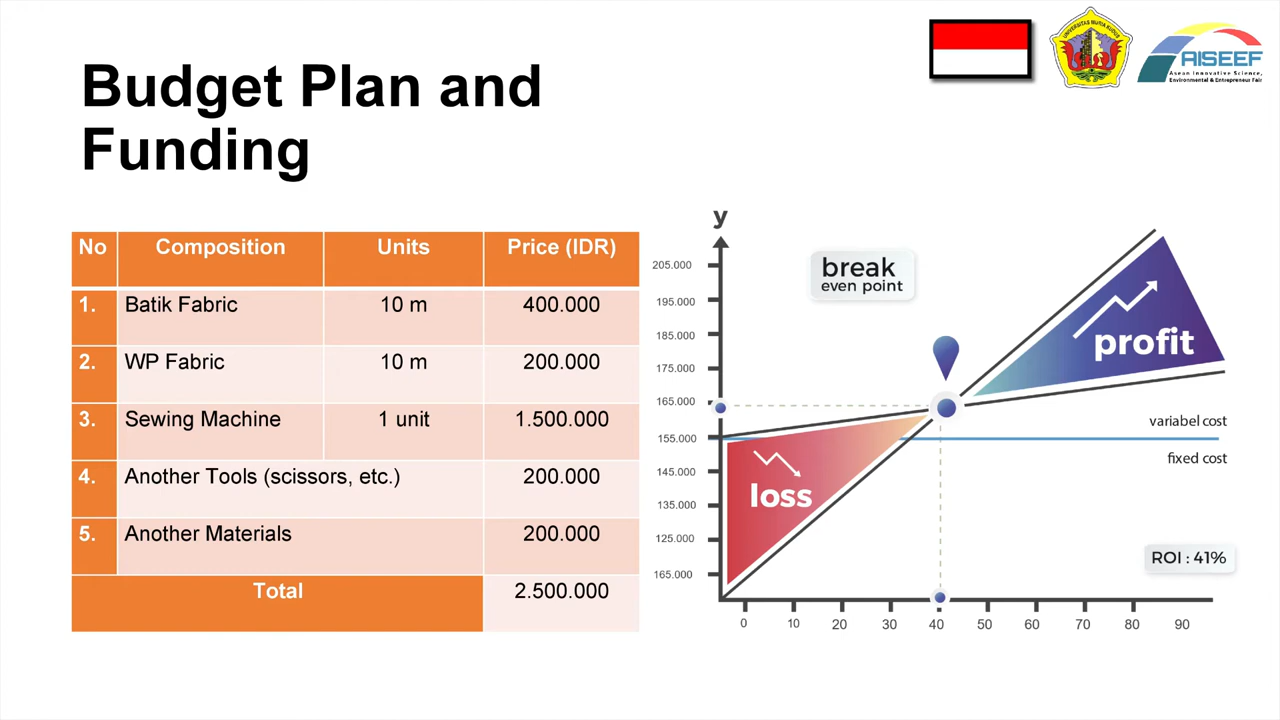 UNIVERSITAS MURIA KUDUS
AISEEF
Asean Innovative Science,
Environmental & Entrepreneur Fair
Budget Plan and
Funding
No Composition Units Price (IDR)
1. Batik Fabric 10 m 400.000
2. WP Fabric 10 m 200.000
3. Sewing Machine 1 unit 1.500.000
4. Another Tools (scissors, etc.) 200.000
5. Another Materials 200.000
Total 2.500.000
y
205.000
195.000
185.000
175.000
165.000
155.000
145.000
135.000
125.000
165.000
break
even point
profit
loss
variabel cost
fixed cost
ROI : 41%
0 10 20 30 40 50 60 70 80 90